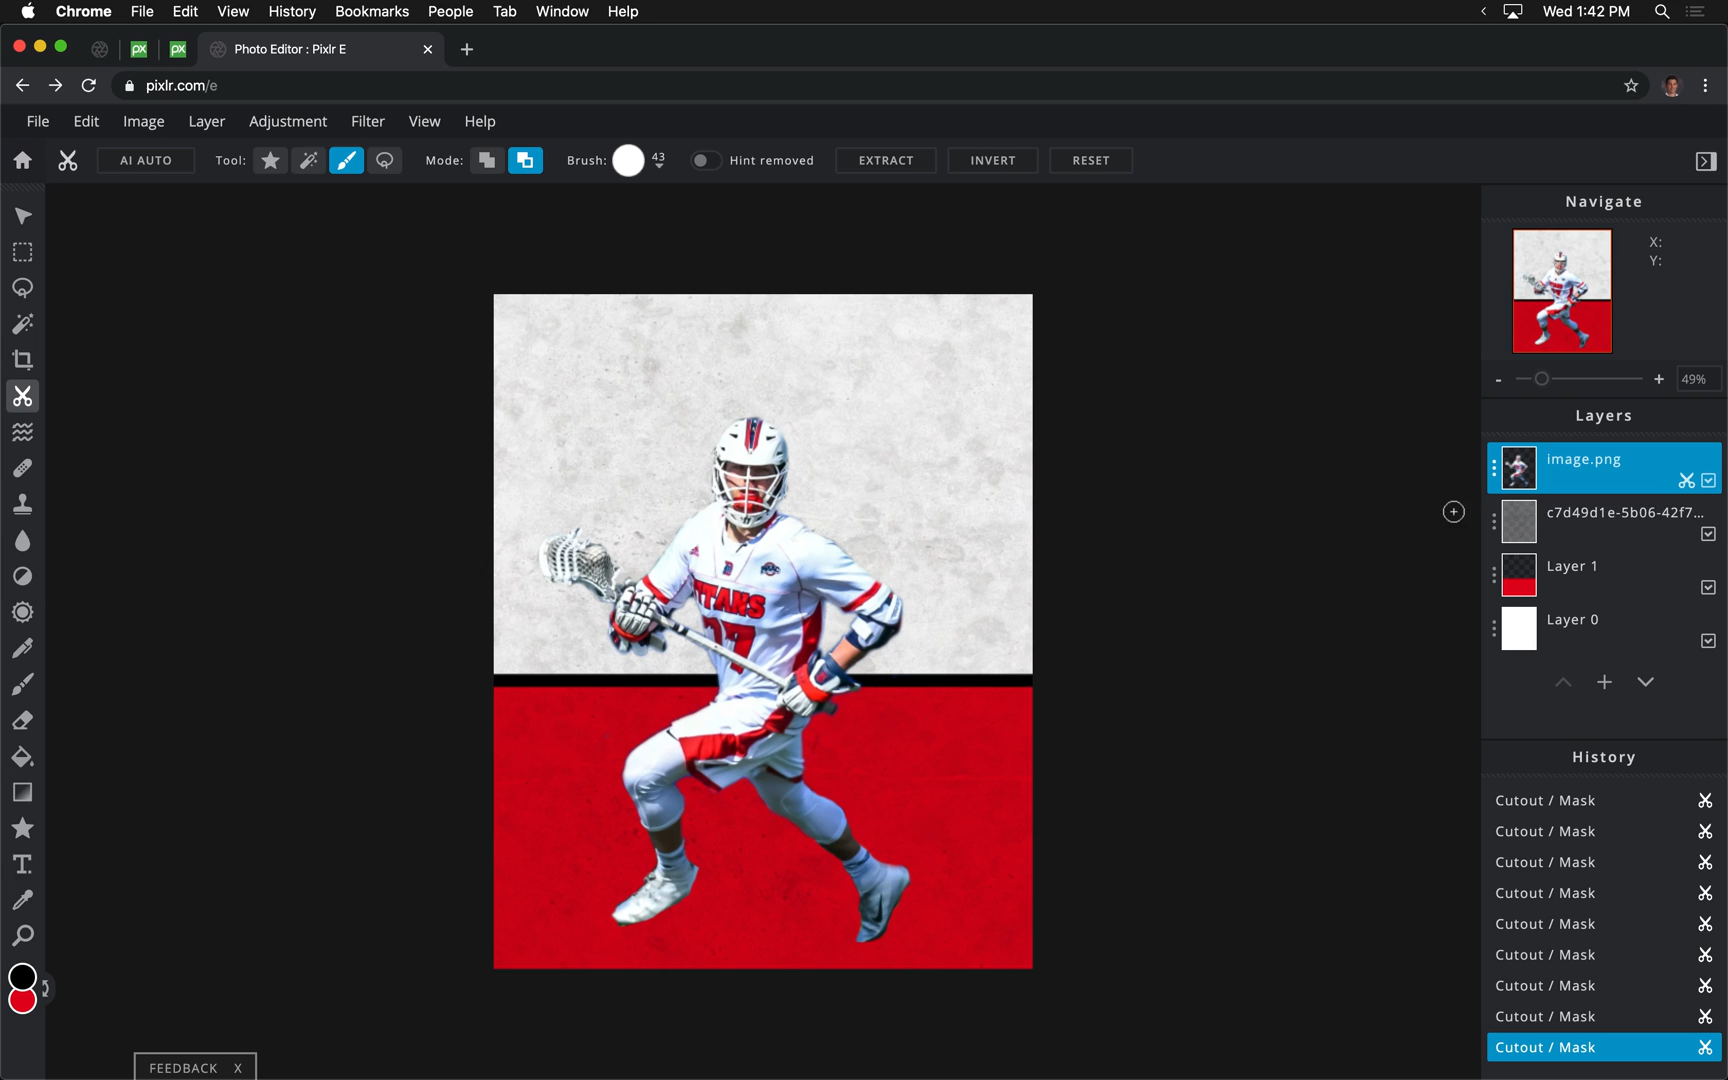 Chrome File Edit View History Bookmarks People Tab Window Help
Wed 1:42 PM
px
px
Photo Editor : Pixlr E
pixlr.com/e
File Edit Image Layer Adjustment Filter View Help
AI AUTO Tool: Mode: Brush: 43 Hint removed EXTRACT INVERT RESET
Navigate
X:
Y:
- + 49%
Layers
image.png
c7d49d1e-5b06-42f7...
Layer 1
Layer 0
History
Cutout / Mask
Cutout / Mask
Cutout / Mask
Cutout / Mask
Cutout / Mask
Cutout / Mask
Cutout / Mask
Cutout / Mask
Cutout / Mask
TITANS
FEEDBACK X